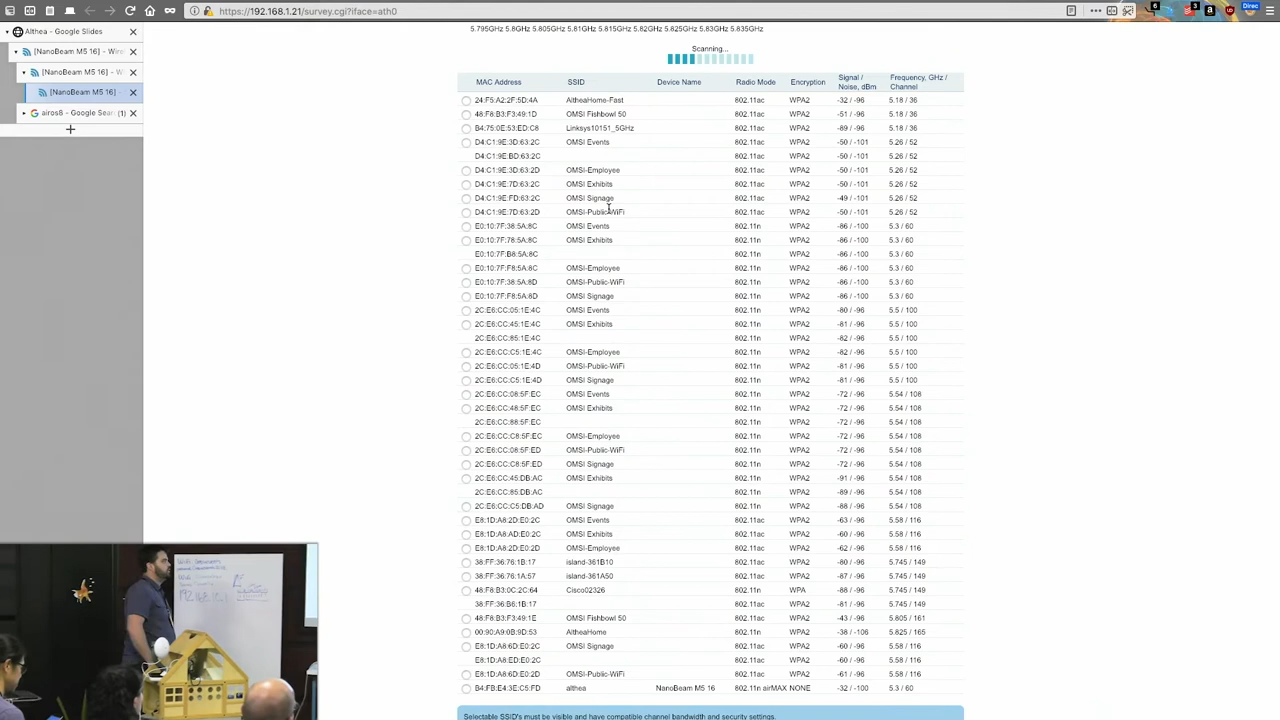 https://192.168.1.21/survey.cgi?iface=ath0
Althea - Google Slides
[NanoBeam M5 16] - Wire
[NanoBeam M5 16] - Wi
[NanoBeam M5 16] -
airos8 - Google Sear (1)
5.795GHz 5.8GHz 5.805GHz 5.81GHz 5.815GHz 5.82GHz 5.825GHz 5.83GHz 5.835GHz
Scanning...
MAC Address SSID Device Name Radio Mode Encryption Signal / Noise, dBm Frequency, GHz / Channel
24:F5:A2:2F:5D:4A AltheaHome-Fast 802.11ac WPA2 -32 / -96 5.18 / 36
48:F8:B3:F3:49:1D OMSI Fishbowl 50 802.11ac WPA2 -51 / -96 5.18 / 36
B4:75:0E:53:ED:C8 Linksys10151_5GHz 802.11ac WPA2 -89 / -96 5.18 / 36
D4:C1:9E:3D:63:2C OMSI Events 802.11ac WPA2 -50 / -101 5.26 / 52
D4:C1:9E:BD:63:2C 802.11ac WPA2 -50 / -101 5.26 / 52
D4:C1:9E:3D:63:2D OMSI-Employee 802.11ac WPA2 -50 / -101 5.26 / 52
D4:C1:9E:7D:63:2C OMSI Exhibits 802.11ac WPA2 -50 / -101 5.26 / 52
D4:C1:9E:FD:63:2C OMSI Signage 802.11ac WPA2 -49 / -101 5.26 / 52
D4:C1:9E:7D:63:2D OMSI-Public-WiFi 802.11ac WPA2 -50 / -101 5.26 / 52
E0:10:7F:38:5A:8C OMSI Events 802.11n WPA2 -86 / -100 5.3 / 60
E0:10:7F:78:5A:8C OMSI Exhibits 802.11n WPA2 -86 / -100 5.3 / 60
E0:10:7F:B8:5A:8C 802.11n WPA2 -86 / -100 5.3 / 60
E0:10:7F:F8:5A:8C OMSI-Employee 802.11n WPA2 -86 / -100 5.3 / 60
E0:10:7F:38:5A:8D OMSI-Public-WiFi 802.11n WPA2 -86 / -100 5.3 / 60
E0:10:7F:F8:5A:8D OMSI Signage 802.11n WPA2 -86 / -100 5.3 / 60
2C:E6:CC:05:1E:4C OMSI Events 802.11n WPA2 -80 / -96 5.5 / 100
2C:E6:CC:45:1E:4C OMSI Exhibits 802.11n WPA2 -81 / -96 5.5 / 100
2C:E6:CC:85:1E:4C 802.11n WPA2 -82 / -96 5.5 / 100
2C:E6:CC:C5:1E:4C OMSI-Employee 802.11n WPA2 -82 / -96 5.5 / 100
2C:E6:CC:05:1E:4D OMSI-Public-WiFi 802.11n WPA2 -81 / -96 5.5 / 100
2C:E6:CC:C5:1E:4D OMSI Signage 802.11n WPA2 -81 / -96 5.5 / 100
2C:E6:CC:08:5F:EC OMSI Events 802.11n WPA2 -72 / -96 5.54 / 108
2C:E6:CC:48:5F:EC OMSI Exhibits 802.11n WPA2 -72 / -96 5.54 / 108
2C:E6:CC:88:5F:EC 802.11n WPA2 -72 / -96 5.54 / 108
2C:E6:CC:C8:5F:EC OMSI-Employee 802.11n WPA2 -72 / -96 5.54 / 108
2C:E6:CC:08:5F:ED OMSI-Public-WiFi 802.11n WPA2 -72 / -96 5.54 / 108
2C:E6:CC:C8:5F:ED OMSI Signage 802.11n WPA2 -72 / -96 5.54 / 108
2C:E6:CC:45:DB:AC OMSI Exhibits 802.11n WPA2 -91 / -96 5.54 / 108
2C:E6:CC:85:DB:AC 802.11n WPA2 -89 / -96 5.54 / 108
2C:E6:CC:C5:DB:AD OMSI Signage 802.11n WPA2 -88 / -96 5.54 / 108
E8:1D:A8:2D:E0:2C OMSI Events 802.11ac WPA2 -63 / -96 5.58 / 116
E8:1D:A8:AD:E0:2C OMSI Exhibits 802.11ac WPA2 -60 / -96 5.58 / 116
E8:1D:A8:2D:E0:2D OMSI-Employee 802.11ac WPA2 -62 / -96 5.58 / 116
38:FF:36:76:1B:17 island-361B10 802.11n WPA2 -80 / -96 5.745 / 149
38:FF:36:76:1A:57 island-361A50 802.11n WPA2 -87 / -96 5.745 / 149
48:F8:B3:0C:2C:64 Cisco02326 802.11n WPA -88 / -96 5.745 / 149
38:FF:36:B6:1B:17 802.11n WPA2 -81 / -96 5.745 / 149
48:F8:B3:F3:49:1E OMSI Fishbowl 50 802.11ac WPA2 -43 / -96 5.805 / 161
00:90:A9:0B:9D:53 AltheaHome 802.11n WPA2 -38 / -106 5.825 / 165
E8:1D:A8:6D:E0:2C OMSI Signage 802.11ac WPA2 -60 / -96 5.58 / 116
E8:1D:A8:ED:E0:2C 802.11ac WPA2 -60 / -96 5.58 / 116
E8:1D:A8:6D:E0:2D OMSI-Public-WiFi 802.11ac WPA2 -61 / -96 5.58 / 116
B4:FB:E4:3E:C5:FD althea NanoBeam M5 16 802.11n airMAX NONE -32 / -100 5.3 / 60
Selectable SSID's must be visible and have compatible channel bandwidth and security settings.
6
3
Direc